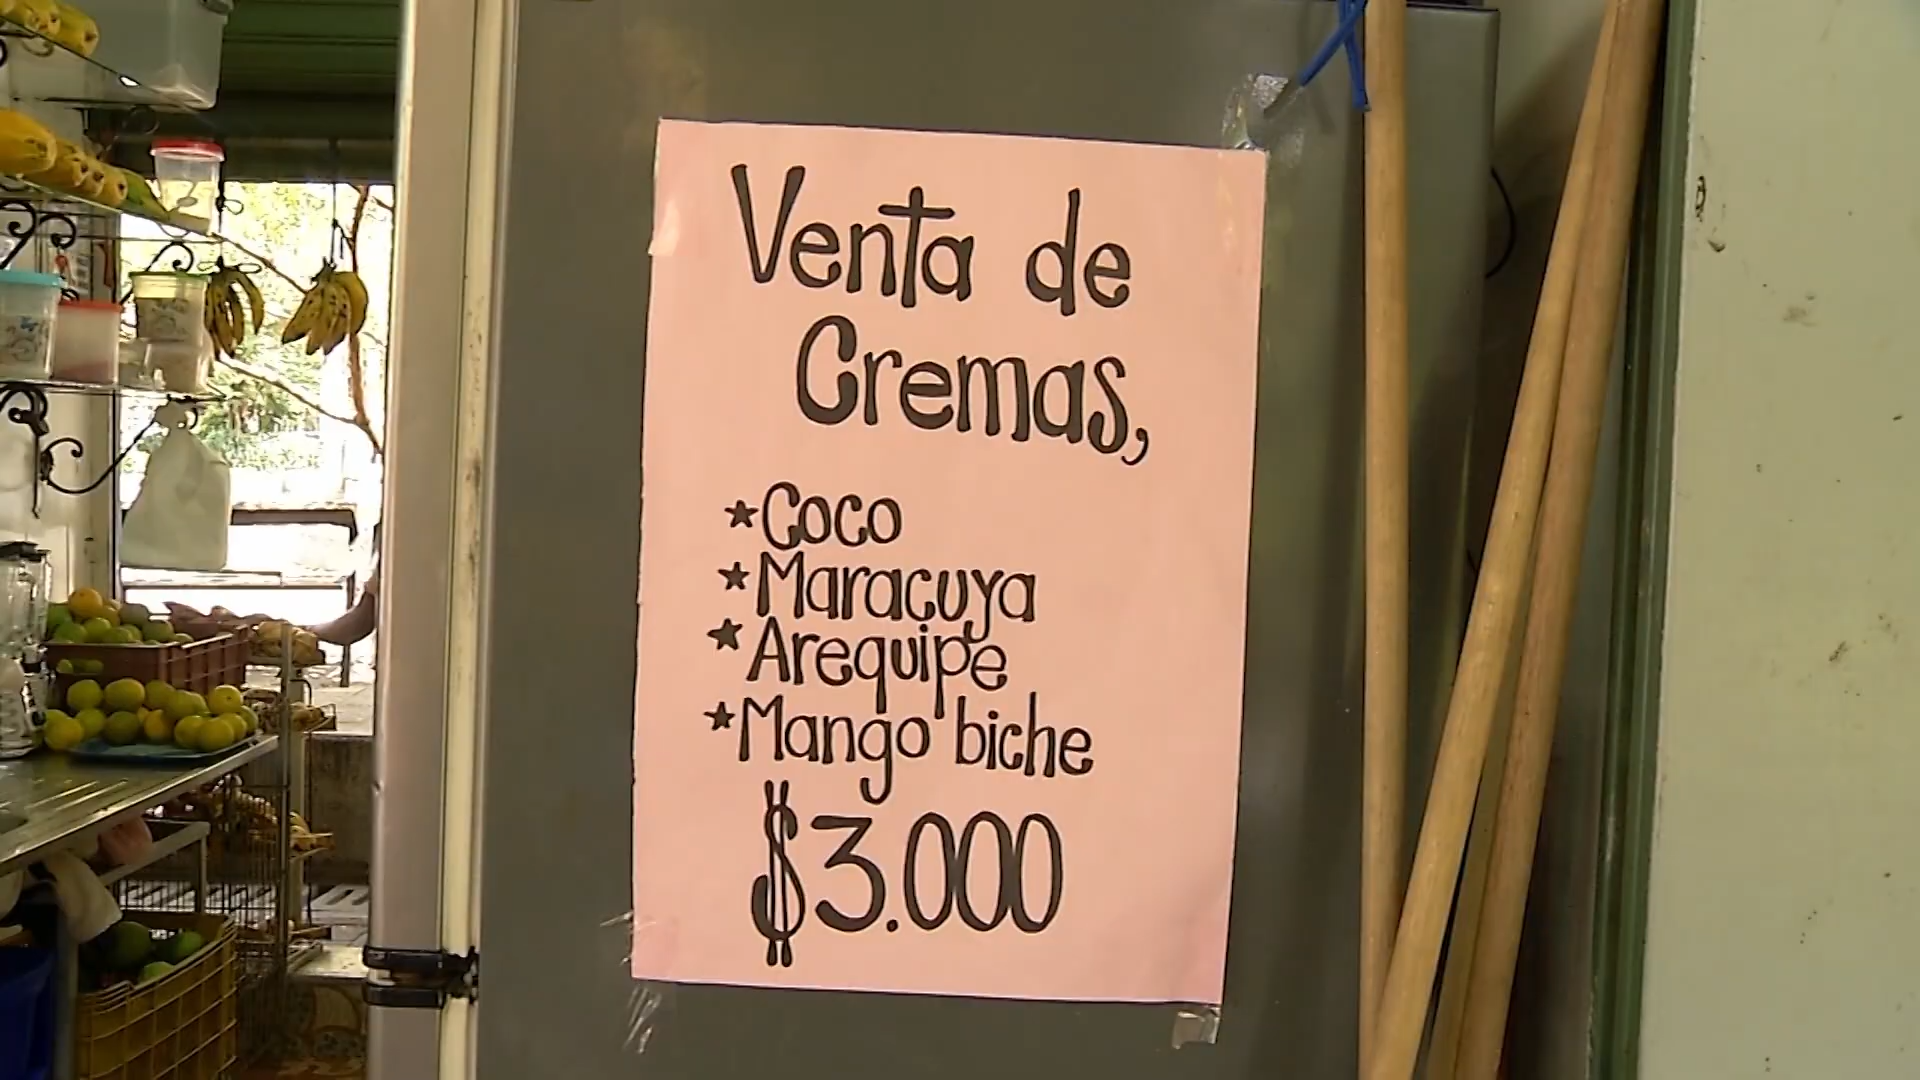 Venta de
Cremas,
★Coco
★Maracuya
★Arequipe
★Mango biche
$3.000